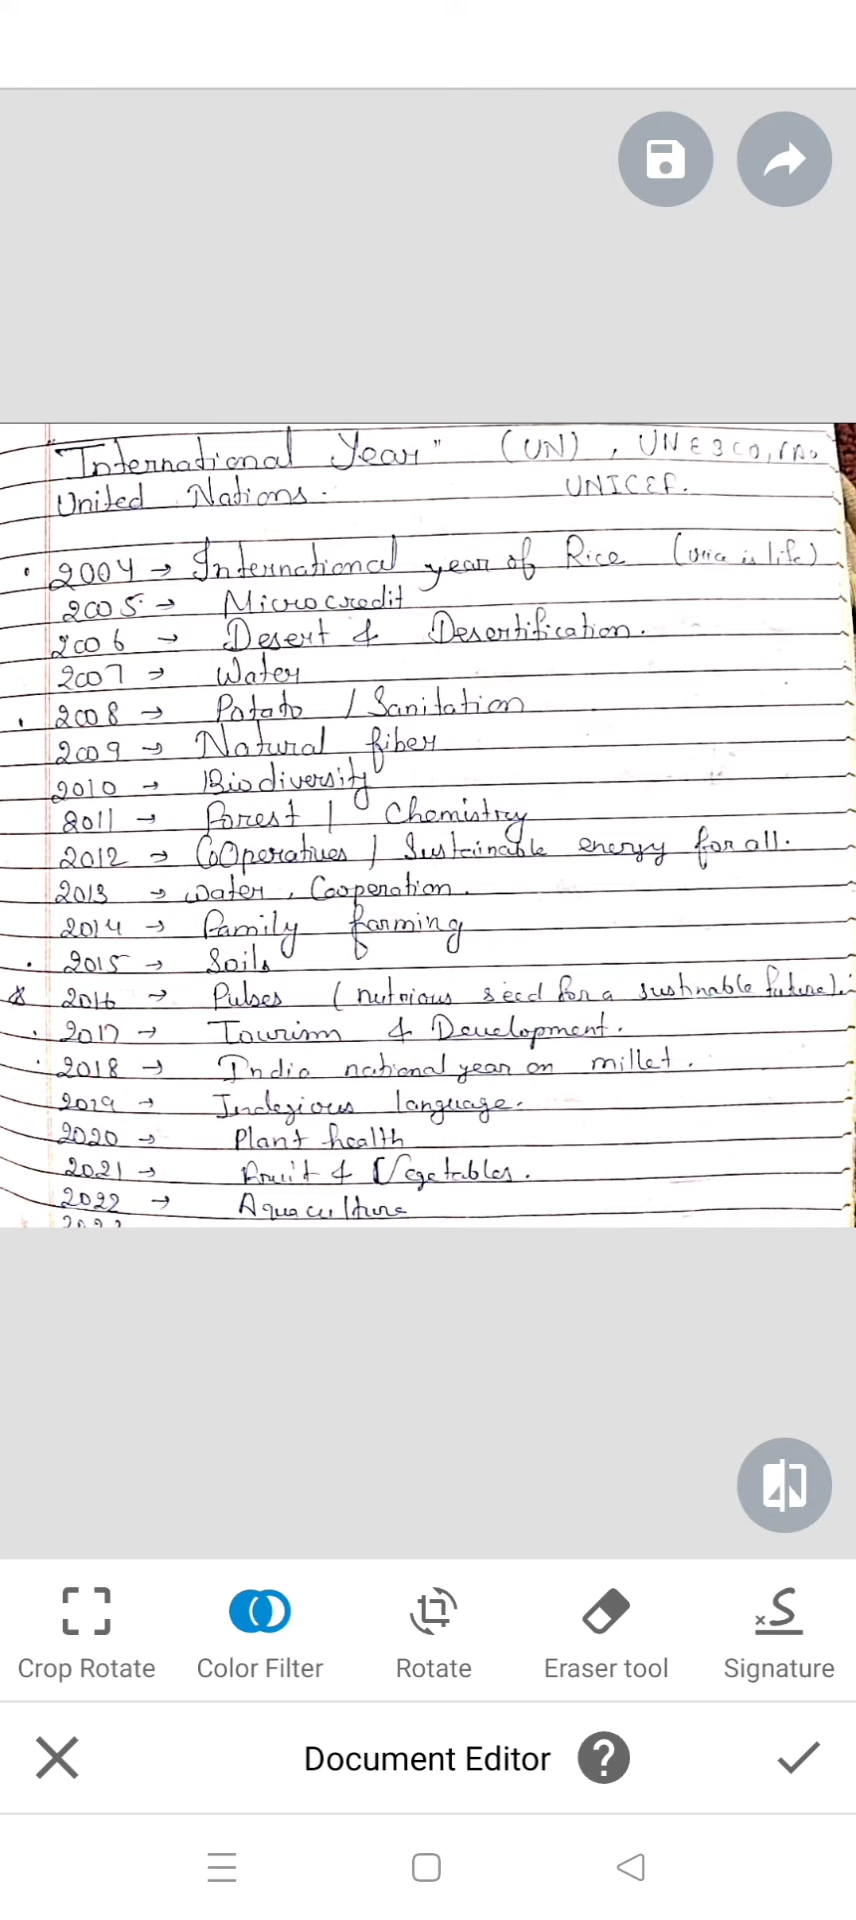 "International Year" (UN), UNESCO, FAO
United Nations. UNICEF.
2004 → International year of Rice (rice is life)
2005 → Microcredit
2006 → Desert & Desertification.
2007 → Water
2008 → Potato / Sanitation
2009 → Natural fiber
2010 → Biodiversity
2011 → Forest / Chemistry
2012 → CoOperatives / Sustainable energy for all.
2013 → water, Cooperation.
2014 → Family farming
2015 → Soils
2016 → Pulses (nutrious seed for a sustinable future).
2017 → Tourism & Development.
2018 → India national year on millet.
2019 → Indegious language.
2020 → Plant health
2021 → Fruit & Vegetables.
2022 → Aquaculture
Crop Rotate Color Filter Rotate Eraser tool Signature
Document Editor ?